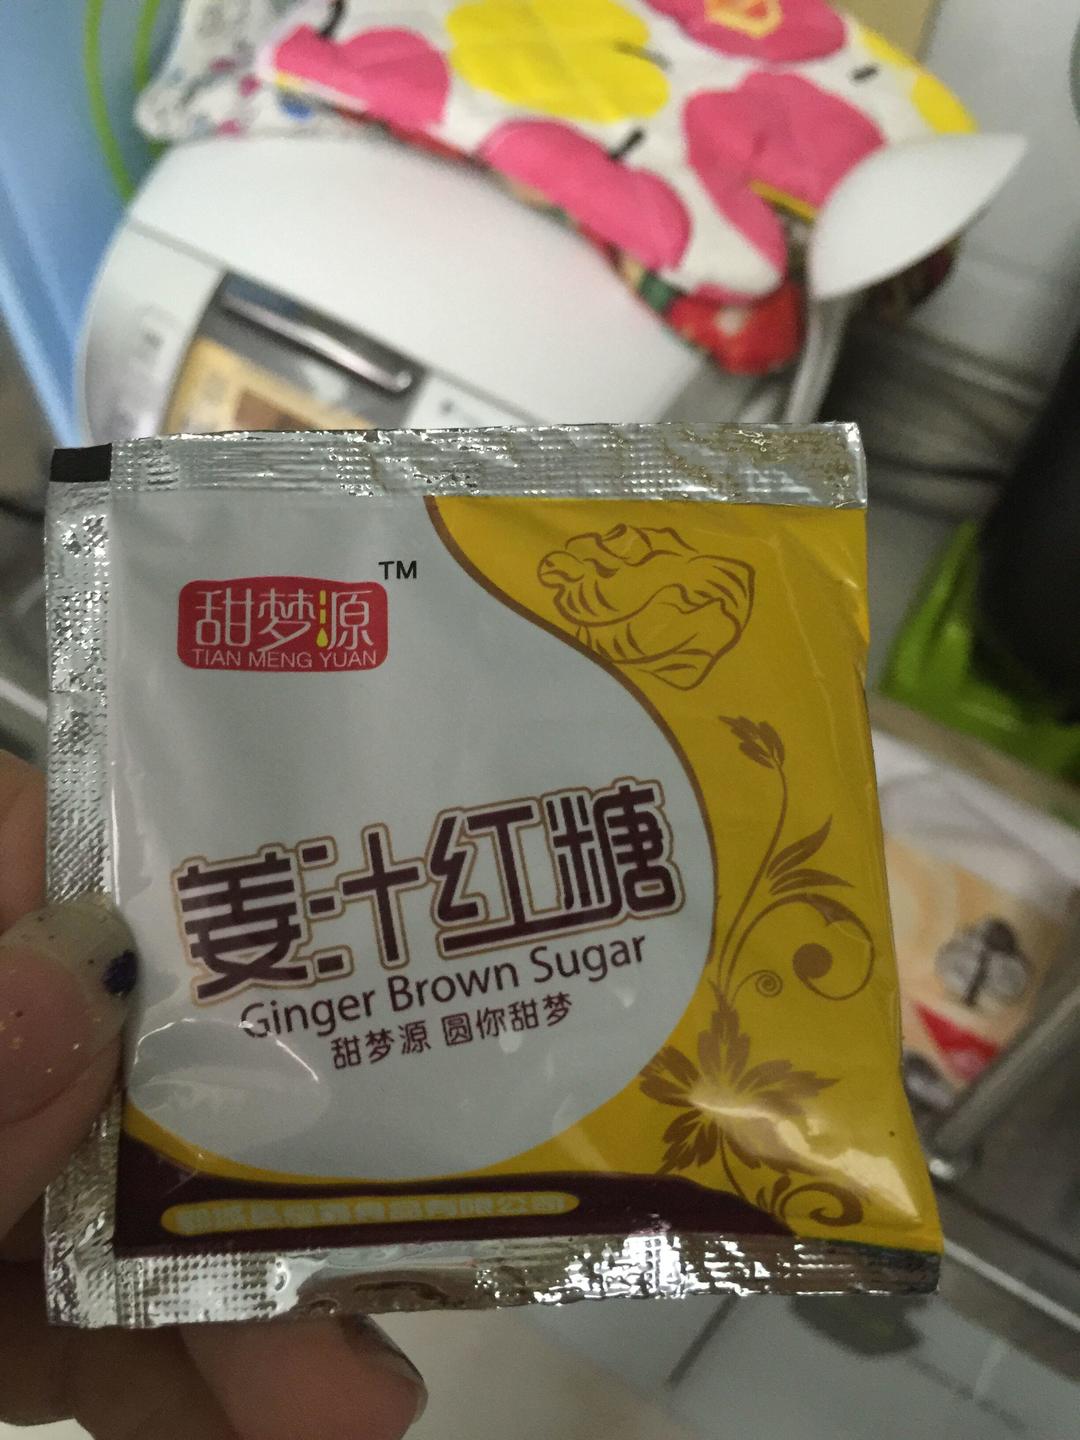 甜梦源
TM
TIAN MENG YUAN
姜汁红糖
Ginger Brown Sugar
甜梦源 圆你甜梦